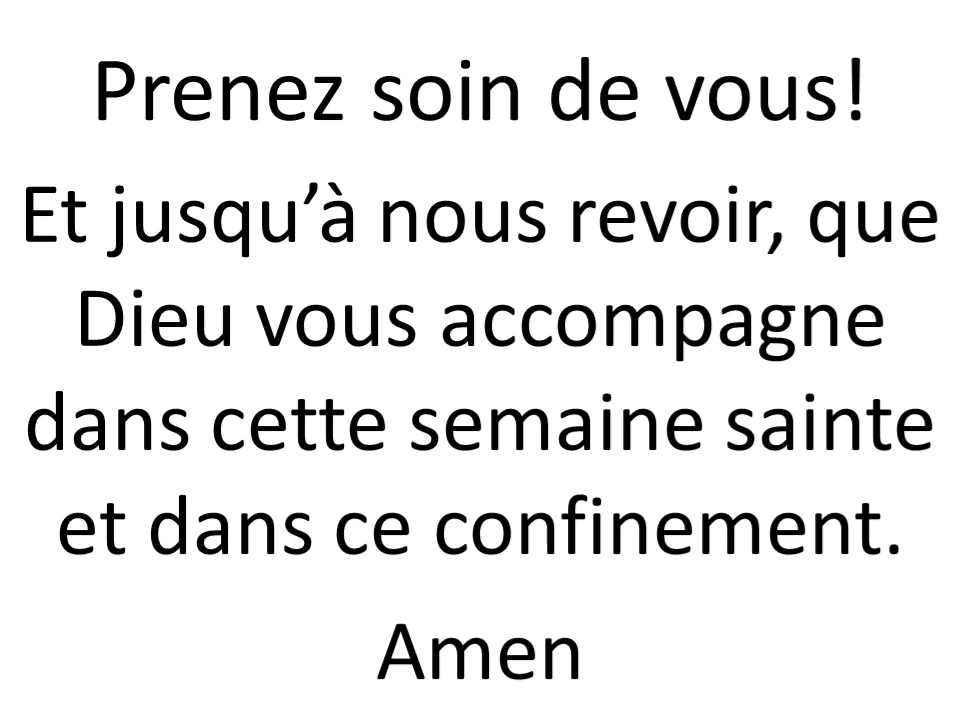 Prenez soin de vous!
Et jusqu’à nous revoir, que
Dieu vous accompagne
dans cette semaine sainte
et dans ce confinement.
Amen